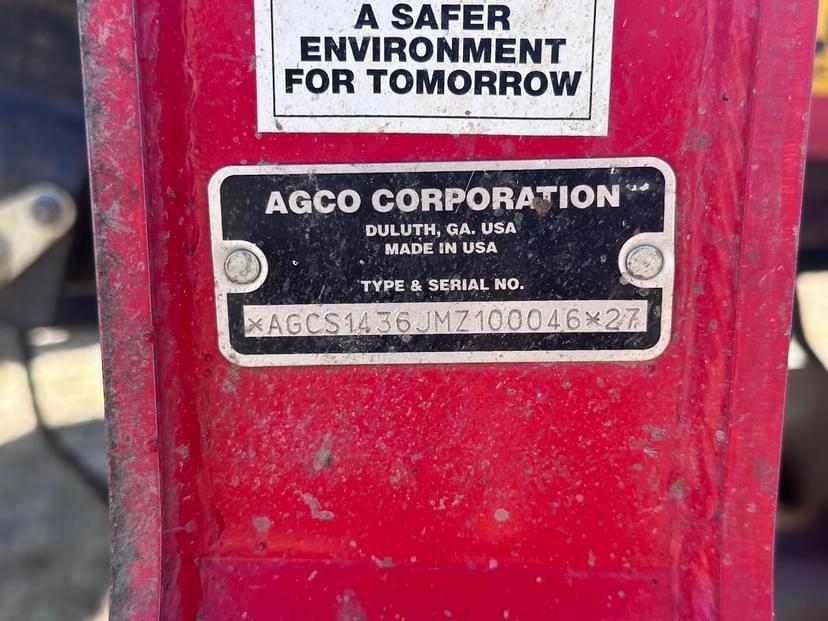 A SAFER
ENVIRONMENT
FOR TOMORROW
AGCO CORPORATION
DULUTH, GA. USA
MADE IN USA
TYPE & SERIAL NO.
*AGCS1436JMZ100046*27